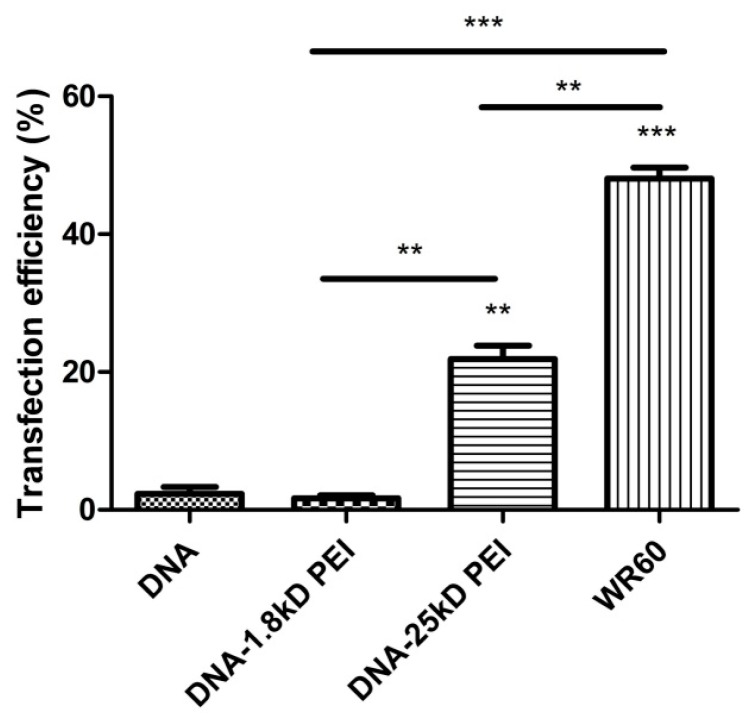 ***
**
60
***
Transfection efficiency (%)
40
**
**
20
0
DNA
DNA-1.8kD PEI
DNA-25kD PEI
WR60